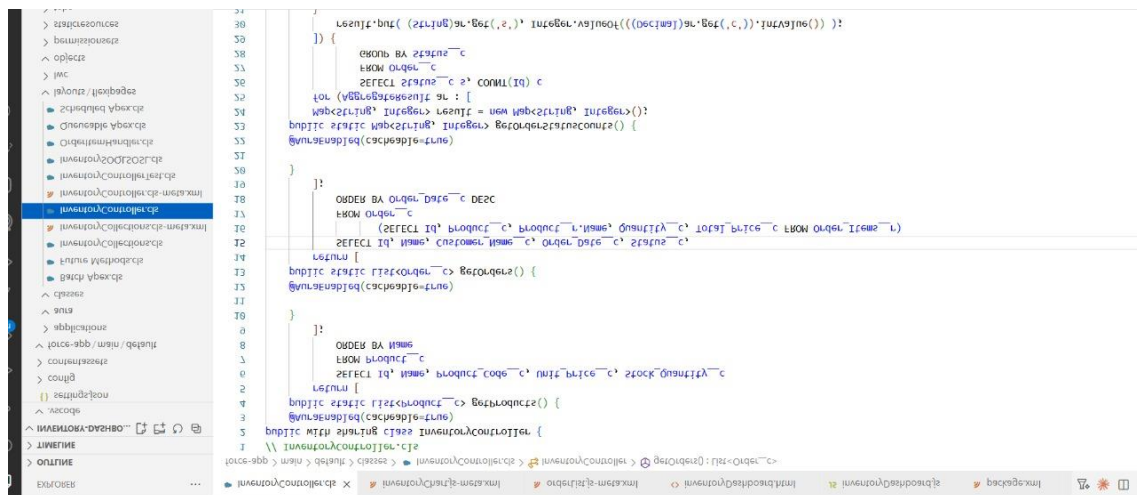 EXPLORER ...
> OUTLINE
> TIMELINE
INVENTORY-DASHBO...
.vscode
{} settings.json
> config
> contentassets
force-app / main / default
> applications
aura
classes
Batch Apex.cls
Future Methods.cls
InventoryCollections.cls
InventoryCollections.cls-meta.xml
InventoryController.cls
InventoryController.cls-meta.xml
InventoryControllerTest.cls
InventorySOQLSOSL.cls
OrderItemHandler.cls
Queueable Apex.cls
Scheduled Apex.cls
layouts / flexipages
> lwc
objects
> permissionsets
> staticresources
InventoryController.cls × inventoryChart.js-meta.xml orderList.js-meta.xml <> inventoryDashboard.html JS inventoryDashboard.js package.xml
force-app > main > default > classes > InventoryController.cls > InventoryController > getOrders() : List<Order__c>
1 // InventoryController.cls
2 public with sharing class InventoryController {
3 @AuraEnabled(cacheable=true)
4 public static List<Product__c> getProducts() {
5 return [
6 SELECT Id, Name, Product_Code__c, Unit_Price__c, Stock_Quantity__c
7 FROM Product__c
8 ORDER BY Name
9 ];
10 }
11
12 @AuraEnabled(cacheable=true)
13 public static List<Order__c> getOrders() {
14 return [
15 SELECT Id, Name, Customer_Name__c, Order_Date__c, Status__c,
16 (SELECT Id, Product__c, Product__r.Name, Quantity__c, Total_Price__c FROM Order_Items__r)
17 FROM Order__c
18 ORDER BY Order_Date__c DESC
19 ];
20 }
21
22 @AuraEnabled(cacheable=true)
23 public static Map<String, Integer> getOrderStatusCounts() {
24 Map<String, Integer> result = new Map<String, Integer>();
25 for (AggregateResult ar : [
26 SELECT Status__c s, COUNT(Id) c
27 FROM Order__c
28 GROUP BY Status__c
29 ]) {
30 result.put( (String)ar.get('s'), Integer.valueOf(((Decimal)ar.get('c')).intValue()) );
31 }